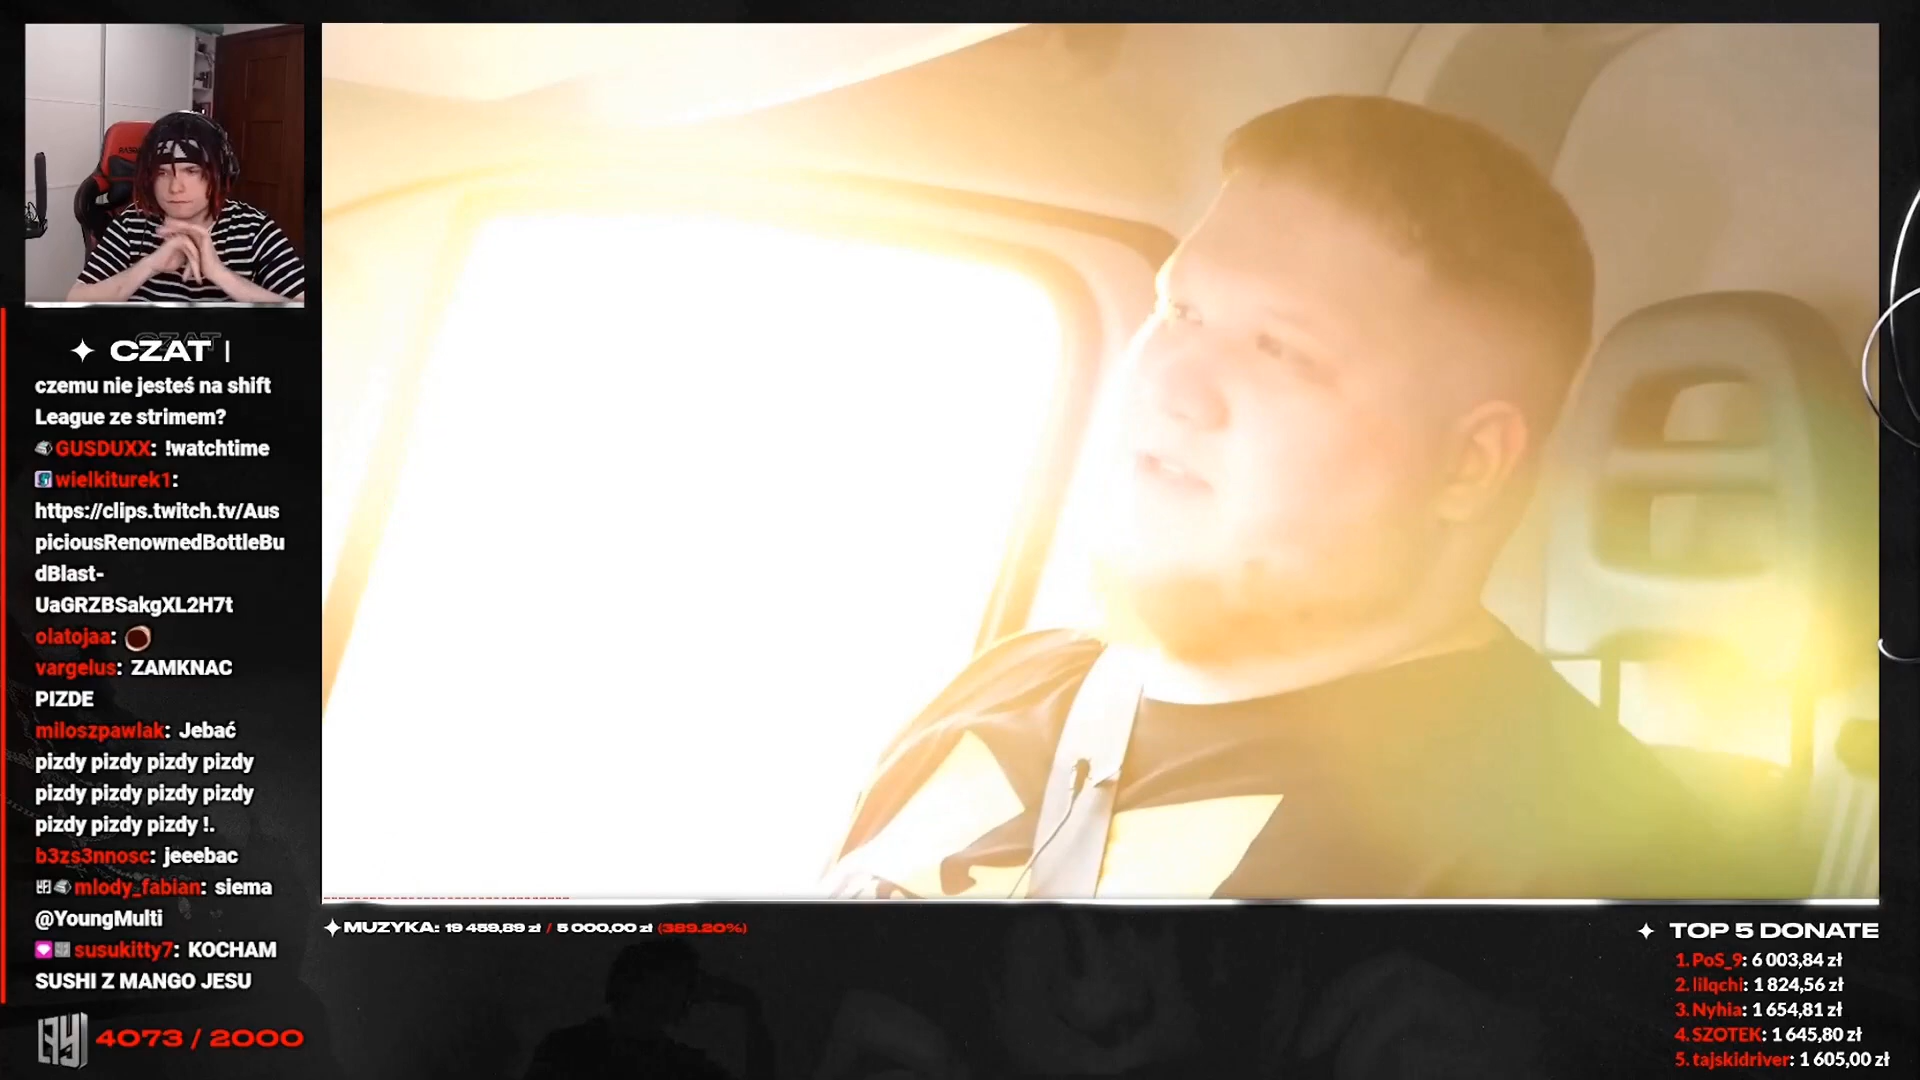 CZAT
czemu nie jesteś na shift
League ze strimem?
GUSDUXX: !watchtime
wielkiturek1:
https://clips.twitch.tv/Aus
piciousRenownedBottleBu
dBlast-
UaGRZBSakgXL2H7t
olatojaa:
vargelus: ZAMKNAC
PIZDE
miloszpawlak: Jebać
pizdy pizdy pizdy pizdy
pizdy pizdy pizdy pizdy
pizdy pizdy pizdy !.
b3zs3nnosc: jeeebac
mlody_fabian: siema
@YoungMulti
susukitty7: KOCHAM
SUSHI Z MANGO JESU
4073 / 2000
MUZYKA: 19 459,89 zł / 5 000,00 zł (389.20%)
TOP 5 DONATE
1. PoS_9: 6 003,84 zł
2. lilqchi: 1 824,56 zł
3. Nyhia: 1 654,81 zł
4. SZOTEK: 1 645,80 zł
5. tajskidriver: 1 605,00 zł